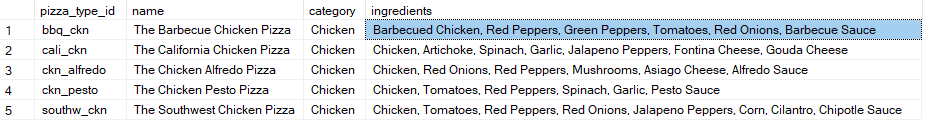 pizza_type_id name category ingredients
1 bbq_ckn The Barbecue Chicken Pizza Chicken Barbecued Chicken, Red Peppers, Green Peppers, Tomatoes, Red Onions, Barbecue Sauce
2 cali_ckn The California Chicken Pizza Chicken Chicken, Artichoke, Spinach, Garlic, Jalapeno Peppers, Fontina Cheese, Gouda Cheese
3 ckn_alfredo The Chicken Alfredo Pizza Chicken Chicken, Red Onions, Red Peppers, Mushrooms, Asiago Cheese, Alfredo Sauce
4 ckn_pesto The Chicken Pesto Pizza Chicken Chicken, Tomatoes, Red Peppers, Spinach, Garlic, Pesto Sauce
5 southw_ckn The Southwest Chicken Pizza Chicken Chicken, Tomatoes, Red Peppers, Red Onions, Jalapeno Peppers, Corn, Cilantro, Chipotle Sauce